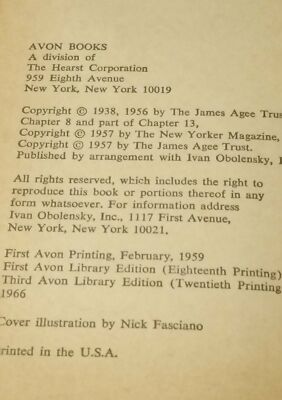 AVON BOOKS
A division of
The Hearst Corporation
959 Eighth Avenue
New York, New York 10019
Copyright © 1938, 1956 by The James Agee Trus
Chapter 8 and part of Chapter 13,
Copyright © 1957 by The New Yorker Magazine,
Copyright © 1957 by The James Agee Trust.
Published by arrangement with Ivan Obolensky, I
All rights reserved, which includes the right to
reproduce this book or portions thereof in any
form whatsoever. For information address
Ivan Obolensky, Inc., 1117 First Avenue,
New York, New York 10021.
First Avon Printing, February, 1959
First Avon Library Edition (Eighteenth Printing)
Third Avon Library Edition (Twentieth Printing
1966
Cover illustration by Nick Fasciano
rinted in the U.S.A.